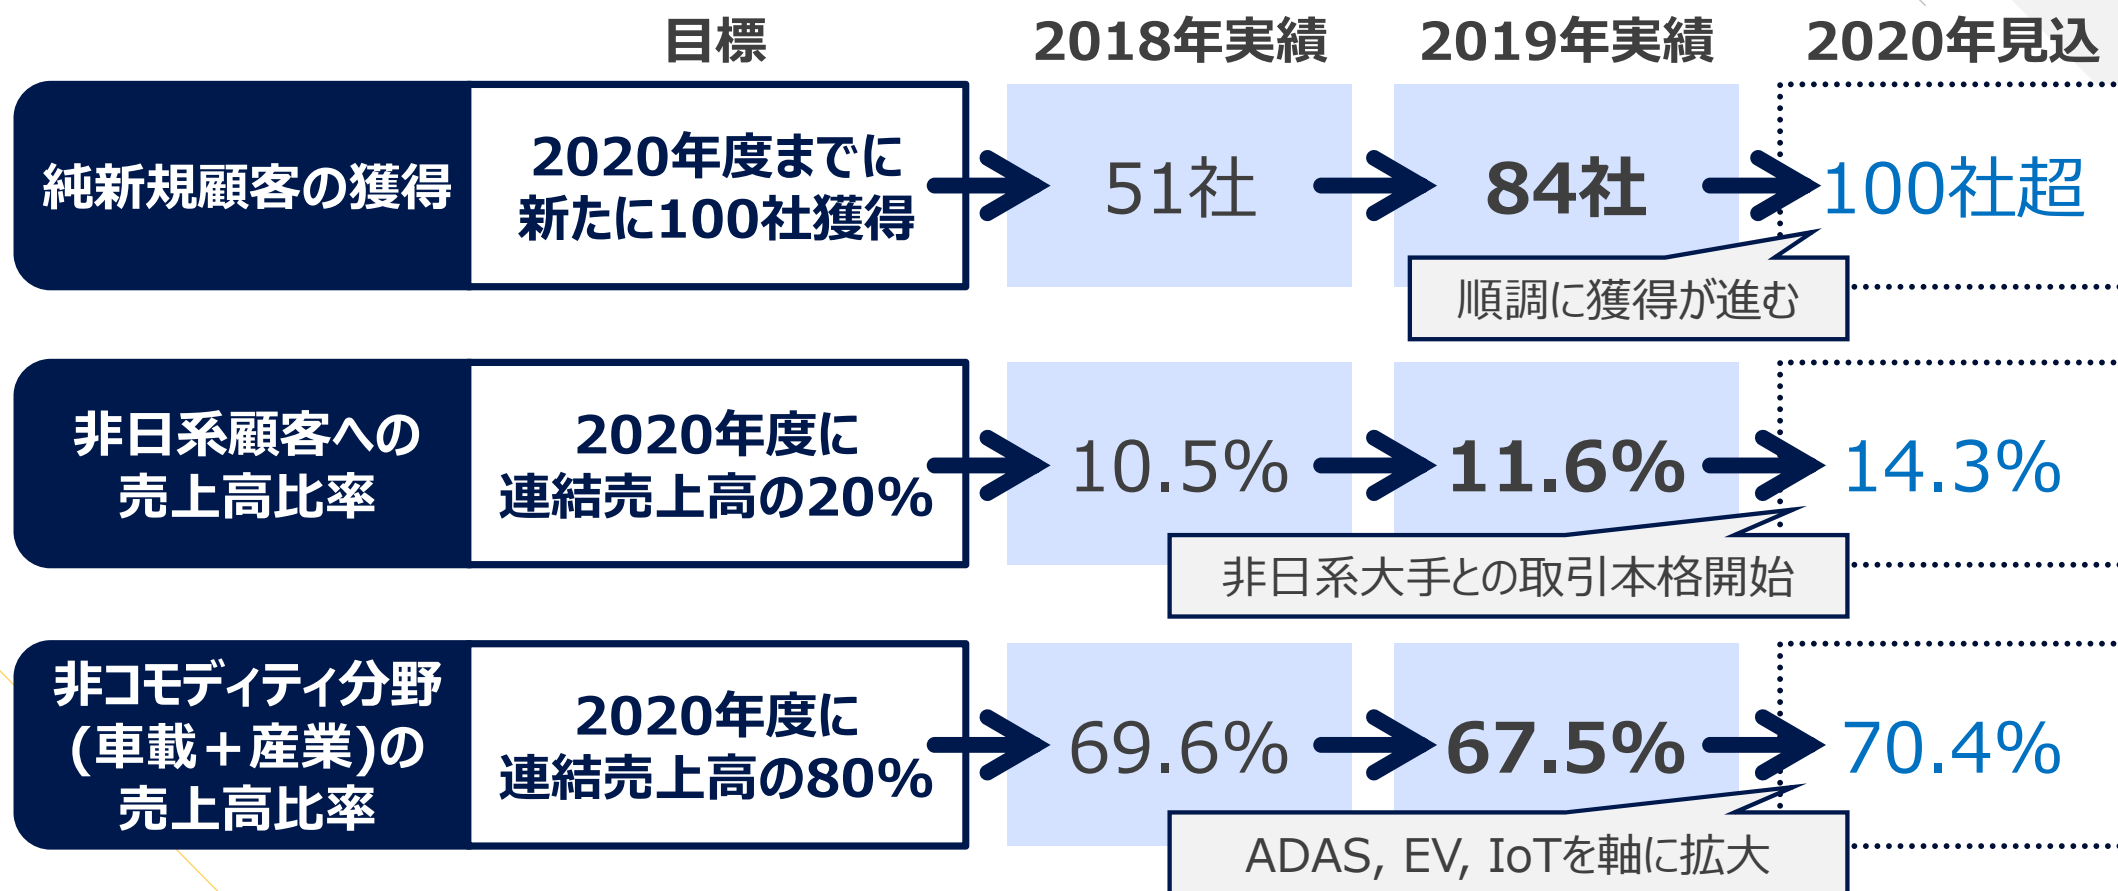 目標 2018年実績 2019年実績 2020年見込
純新規顧客の獲得
2020年度までに
新たに100社獲得
51社
84社
100社超
順調に獲得が進む
非日系顧客への
売上高比率
2020年度に
連結売上高の20%
10.5%
11.6%
14.3%
非日系大手との取引本格開始
非コモディティ分野
(車載+産業)の
売上高比率
2020年度に
連結売上高の80%
69.6%
67.5%
70.4%
ADAS, EV, IoTを軸に拡大